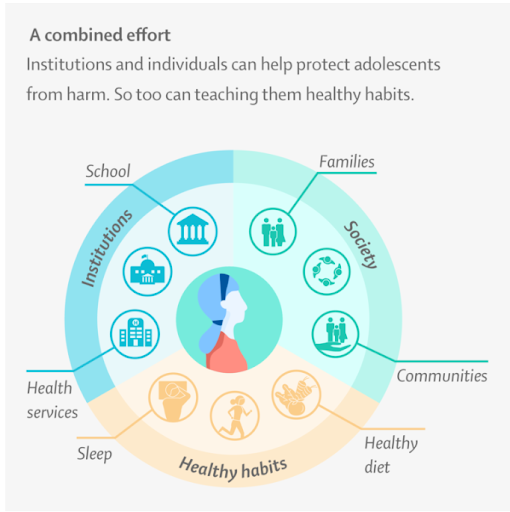 A combined effort
Institutions and individuals can help protect adolescents
from harm. So too can teaching them healthy habits.
School
Families
Institutions
Society
Health
services
Communities
Sleep
Healthy
diet
Healthy habits